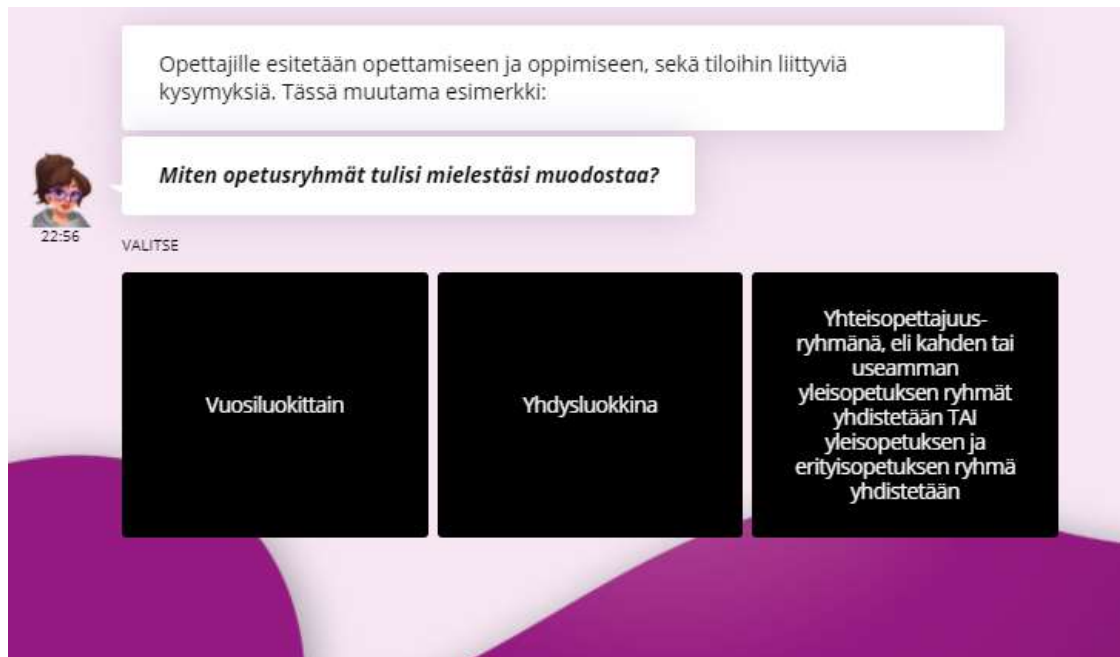 Opettajille esitetään opettamiseen ja oppimiseen, sekä tiloihin liittyviä
kysymyksiä. Tässä muutama esimerkki:
Miten opetusryhmät tulisi mielestäsi muodostaa?
22:56
VALITSE
Vuosiluokittain
Yhdysluokkina
Yhteisopettajuus-
ryhmänä, eli kahden tai
useamman
yleisopetuksen ryhmät
yhdistetään TAI
yleisopetuksen ja
erityisopetuksen ryhmä
yhdistetään